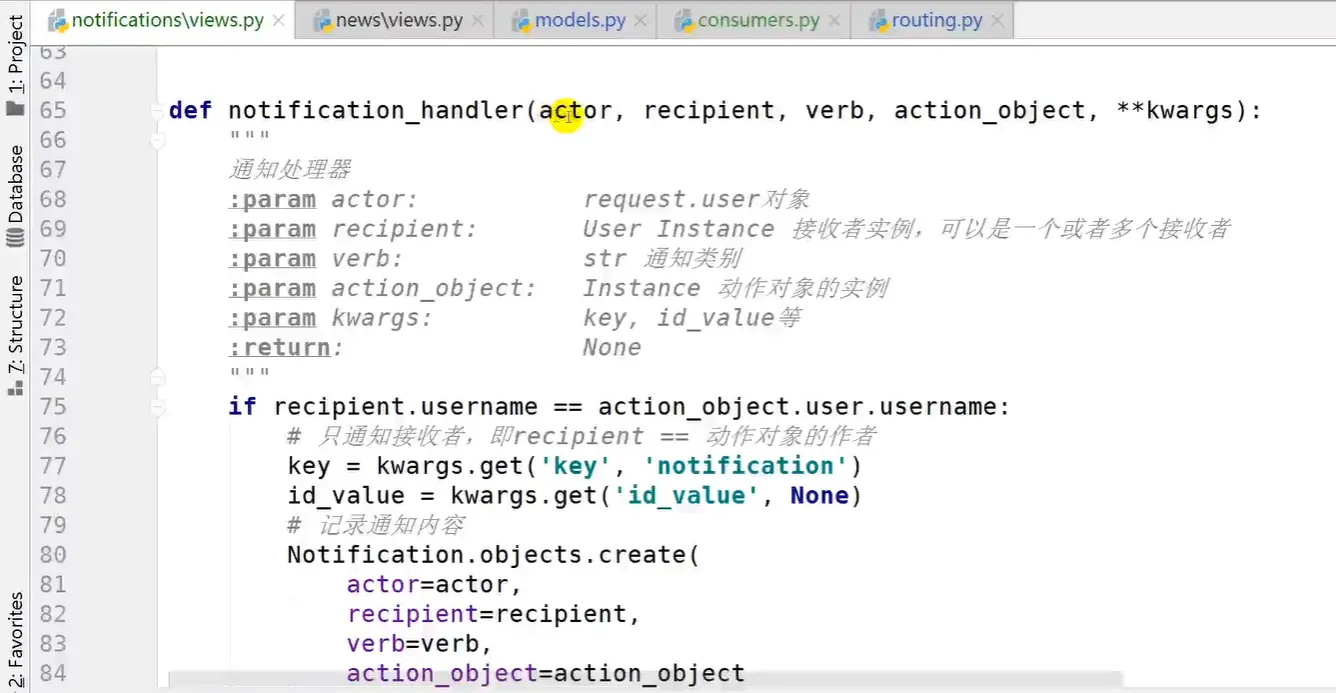 notifications\views.py news\views.py models.py consumers.py routing.py
1: Project
Database
7: Structure
2: Favorites
63
64
65 def notification_handler(actor, recipient, verb, action_object, **kwargs):
66 """
67 通知处理器
68 :param actor: request.user对象
69 :param recipient: User Instance 接收者实例，可以是一个或者多个接收者
70 :param verb: str 通知类别
71 :param action_object: Instance 动作对象的实例
72 :param kwargs: key, id_value等
73 :return: None
74 """
75 if recipient.username == action_object.user.username:
76 # 只通知接收者，即recipient == 动作对象的作者
77 key = kwargs.get('key', 'notification')
78 id_value = kwargs.get('id_value', None)
79 # 记录通知内容
80 Notification.objects.create(
81 actor=actor,
82 recipient=recipient,
83 verb=verb,
84 action_object=action_object